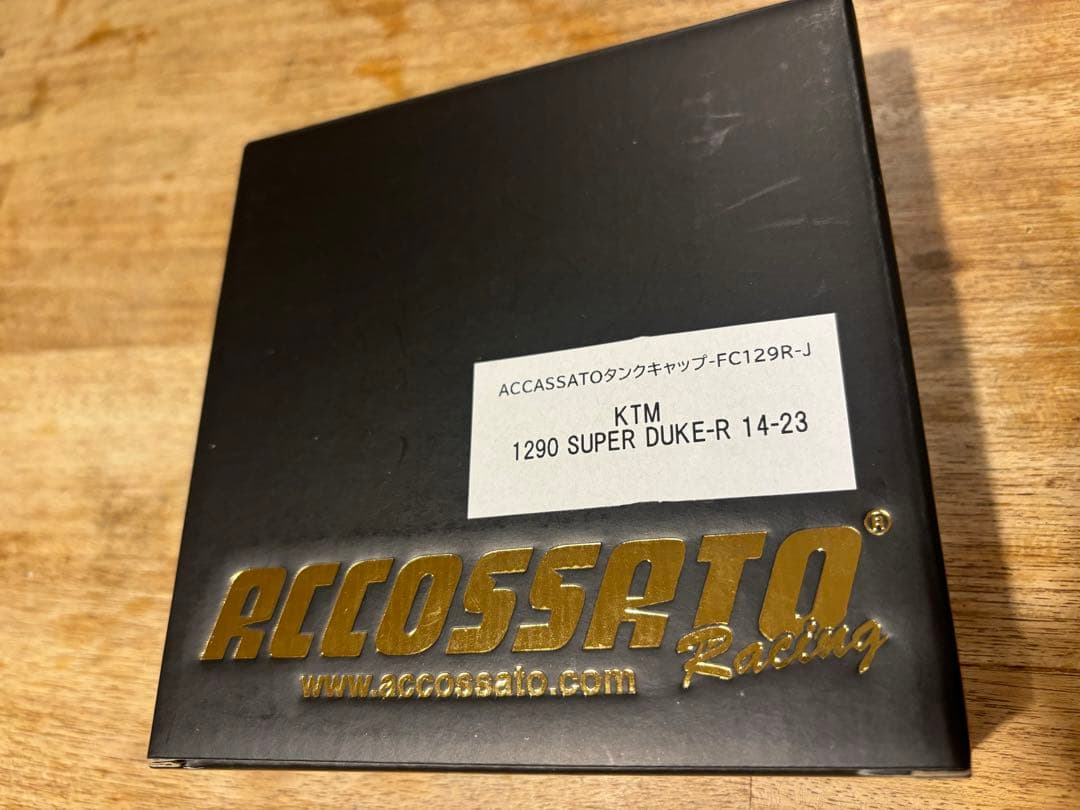 ACCASSATOタンクキャップ-FC129R-J
KTM
1290 SUPER DUKE-R 14-23
ACCOSSATO®
Racing
www.accossato.com